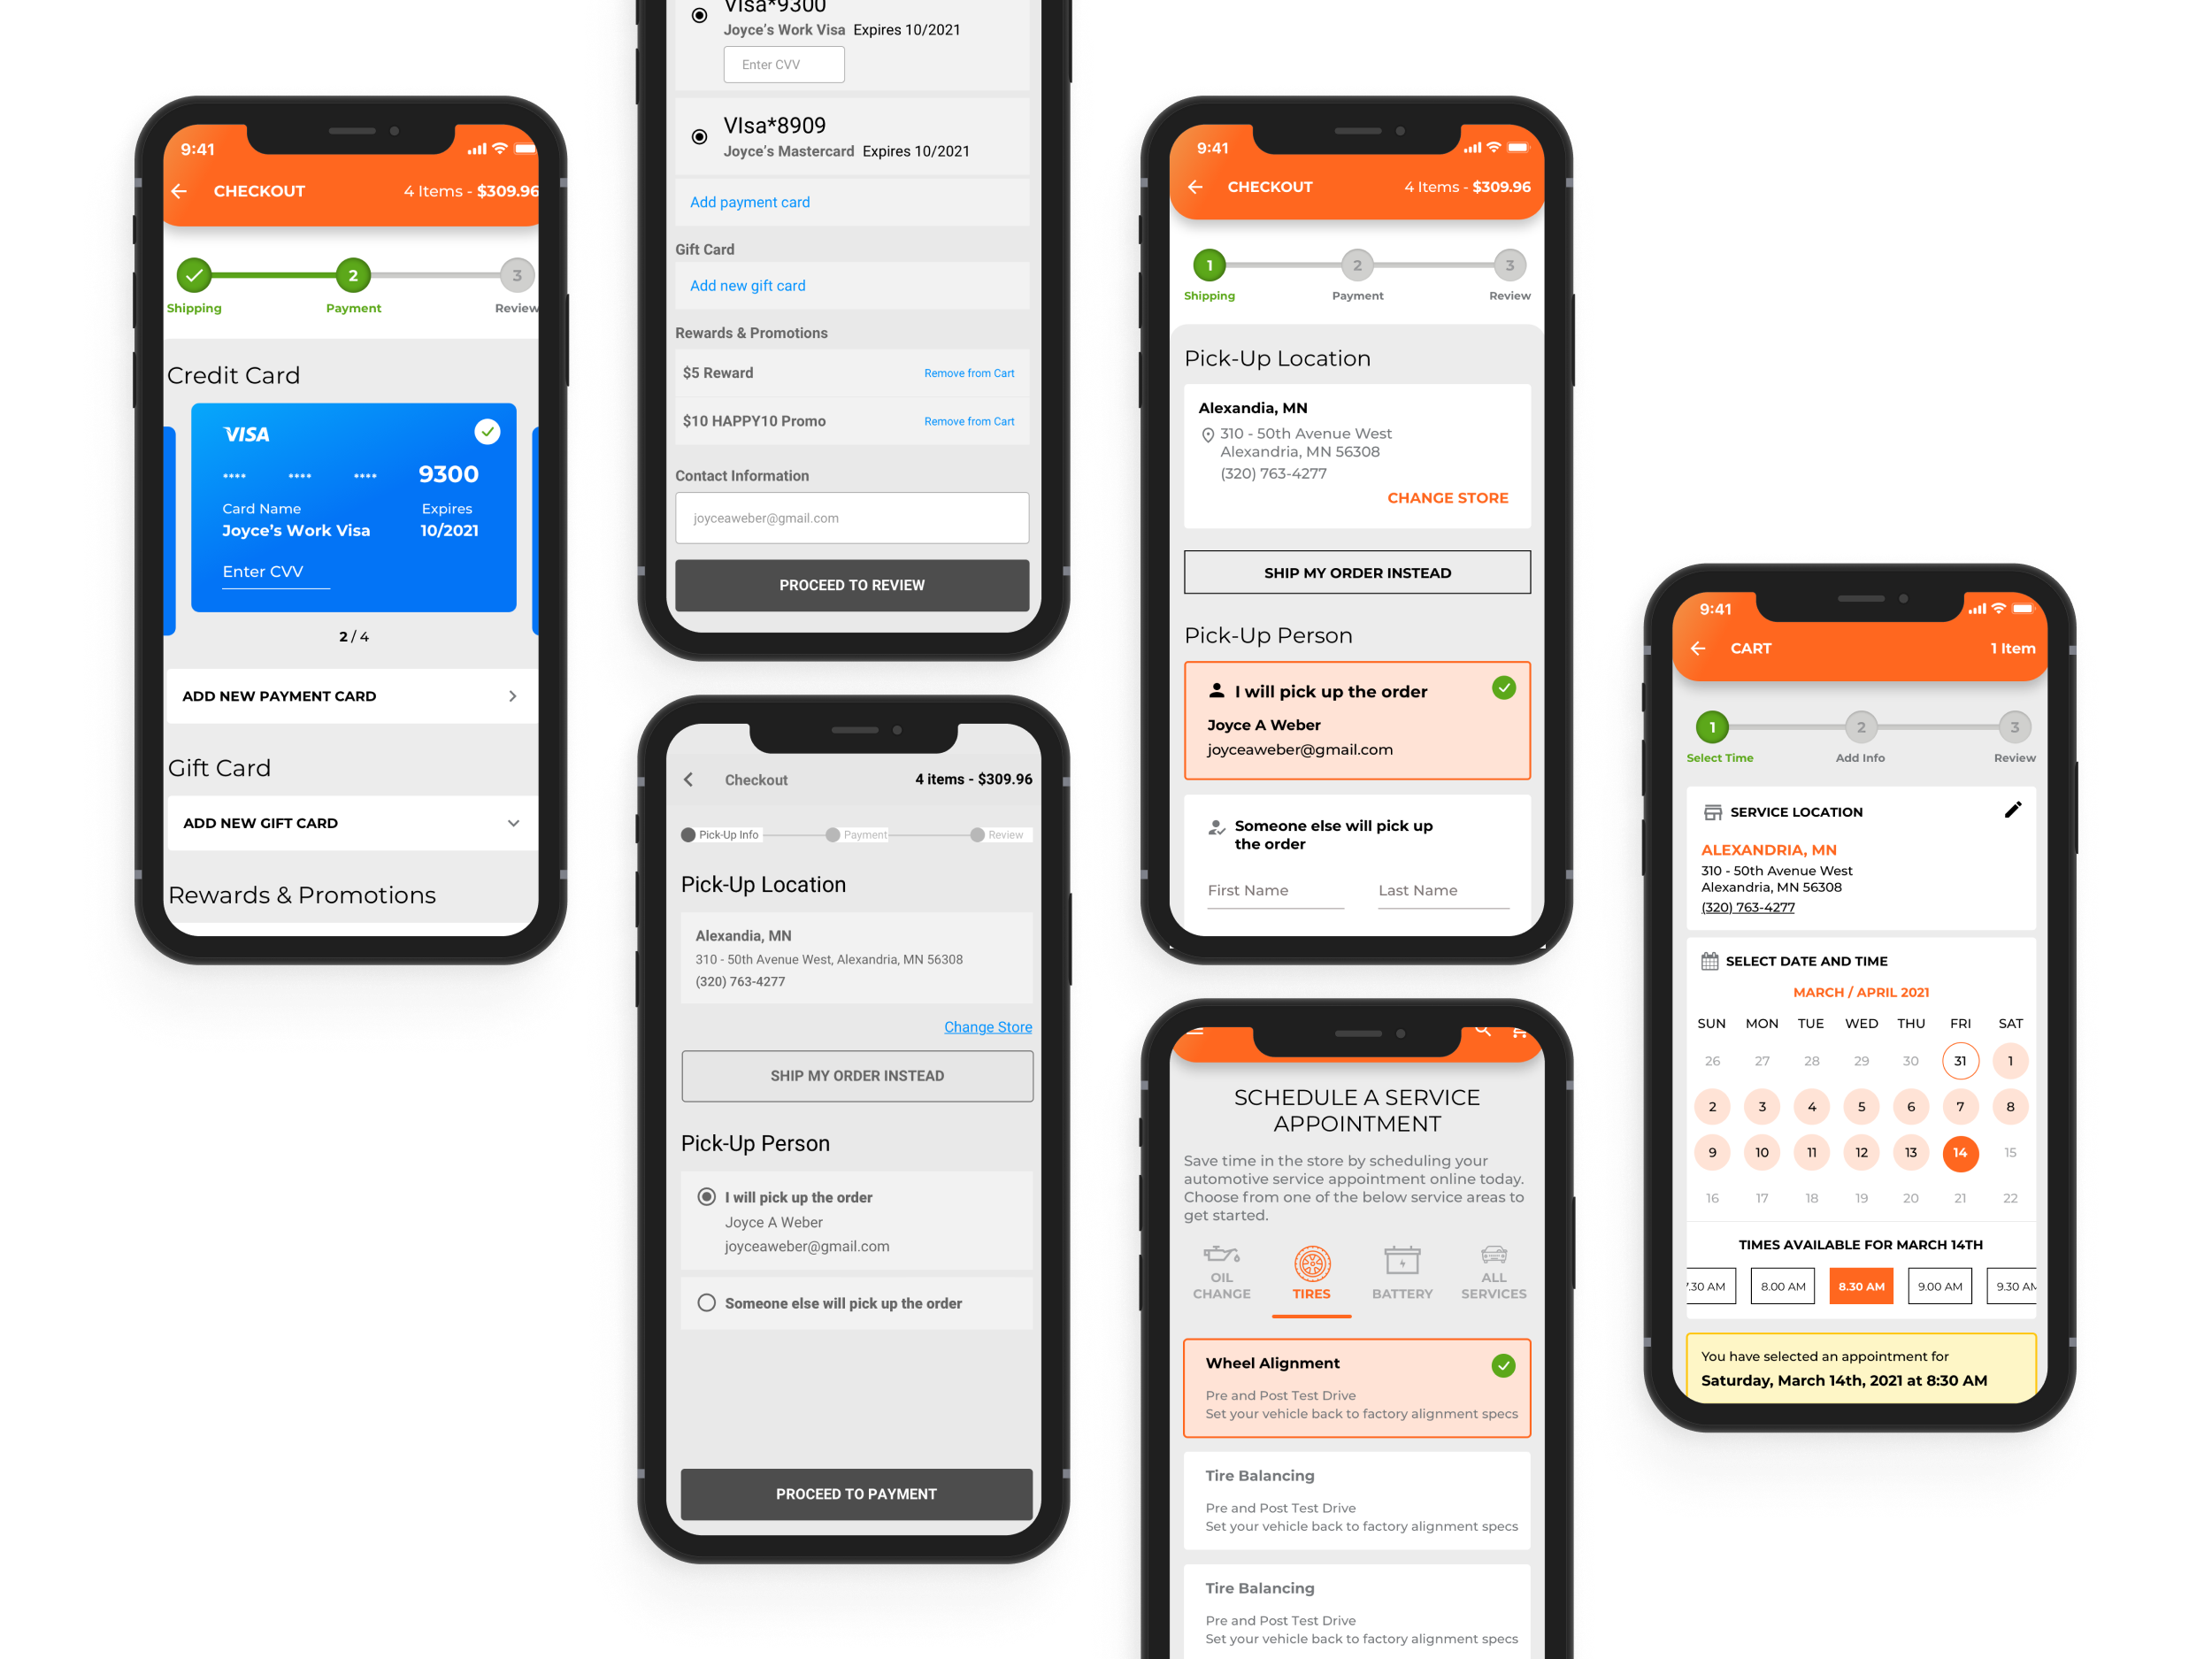 9:41
CHECKOUT
4 Items - $309.96
2
3
Shipping
Payment
Review
Credit Card
VISA
**** **** **** 9300
Card Name
Expires
Joyce's Work Visa
10/2021
Enter CVV
2 / 4
ADD NEW PAYMENT CARD
Gift Card
ADD NEW GIFT CARD
Rewards & Promotions
VIsa*9300
Joyce's Work Visa Expires 10/2021
Enter CVV
VIsa*8909
Joyce's Mastercard Expires 10/2021
Add payment card
Gift Card
Add new gift card
Rewards & Promotions
$5 Reward
Remove from Cart
$10 HAPPY10 Promo
Remove from Cart
Contact Information
joyceaweber@gmail.com
PROCEED TO REVIEW
Checkout
4 items - $309.96
Pick-Up Info
Payment
Review
Pick-Up Location
Alexandia, MN
310 - 50th Avenue West, Alexandria, MN 56308
(320) 763-4277
Change Store
SHIP MY ORDER INSTEAD
Pick-Up Person
I will pick up the order
Joyce A Weber
joyceaweber@gmail.com
Someone else will pick up the order
PROCEED TO PAYMENT
9:41
CHECKOUT
4 Items - $309.96
1
2
3
Shipping
Payment
Review
Pick-Up Location
Alexandia, MN
310 - 50th Avenue West
Alexandria, MN 56308
(320) 763-4277
CHANGE STORE
SHIP MY ORDER INSTEAD
Pick-Up Person
I will pick up the order
Joyce A Weber
joyceaweber@gmail.com
Someone else will pick up
the order
First Name
Last Name
SCHEDULE A SERVICE
APPOINTMENT
Save time in the store by scheduling your
automotive service appointment online today.
Choose from one of the below service areas to
get started.
OIL
CHANGE
TIRES
BATTERY
ALL
SERVICES
Wheel Alignment
Pre and Post Test Drive
Set your vehicle back to factory alignment specs
Tire Balancing
Pre and Post Test Drive
Set your vehicle back to factory alignment specs
Tire Balancing
Pre and Post Test Drive
Set your vehicle back to factory alignment specs
9:41
CART
1 Item
1
2
3
Select Time
Add Info
Review
SERVICE LOCATION
ALEXANDRIA, MN
310 - 50th Avenue West
Alexandria, MN 56308
(320) 763-4277
SELECT DATE AND TIME
MARCH / APRIL 2021
SUN MON TUE WED THU FRI SAT
26 27 28 29 30 31 1
2 3 4 5 6 7 8
9 10 11 12 13 14 15
16 17 18 19 20 21 22
TIMES AVAILABLE FOR MARCH 14TH
7.30 AM 8.00 AM 8.30 AM 9.00 AM 9.30 AM
You have selected an appointment for
Saturday, March 14th, 2021 at 8:30 AM